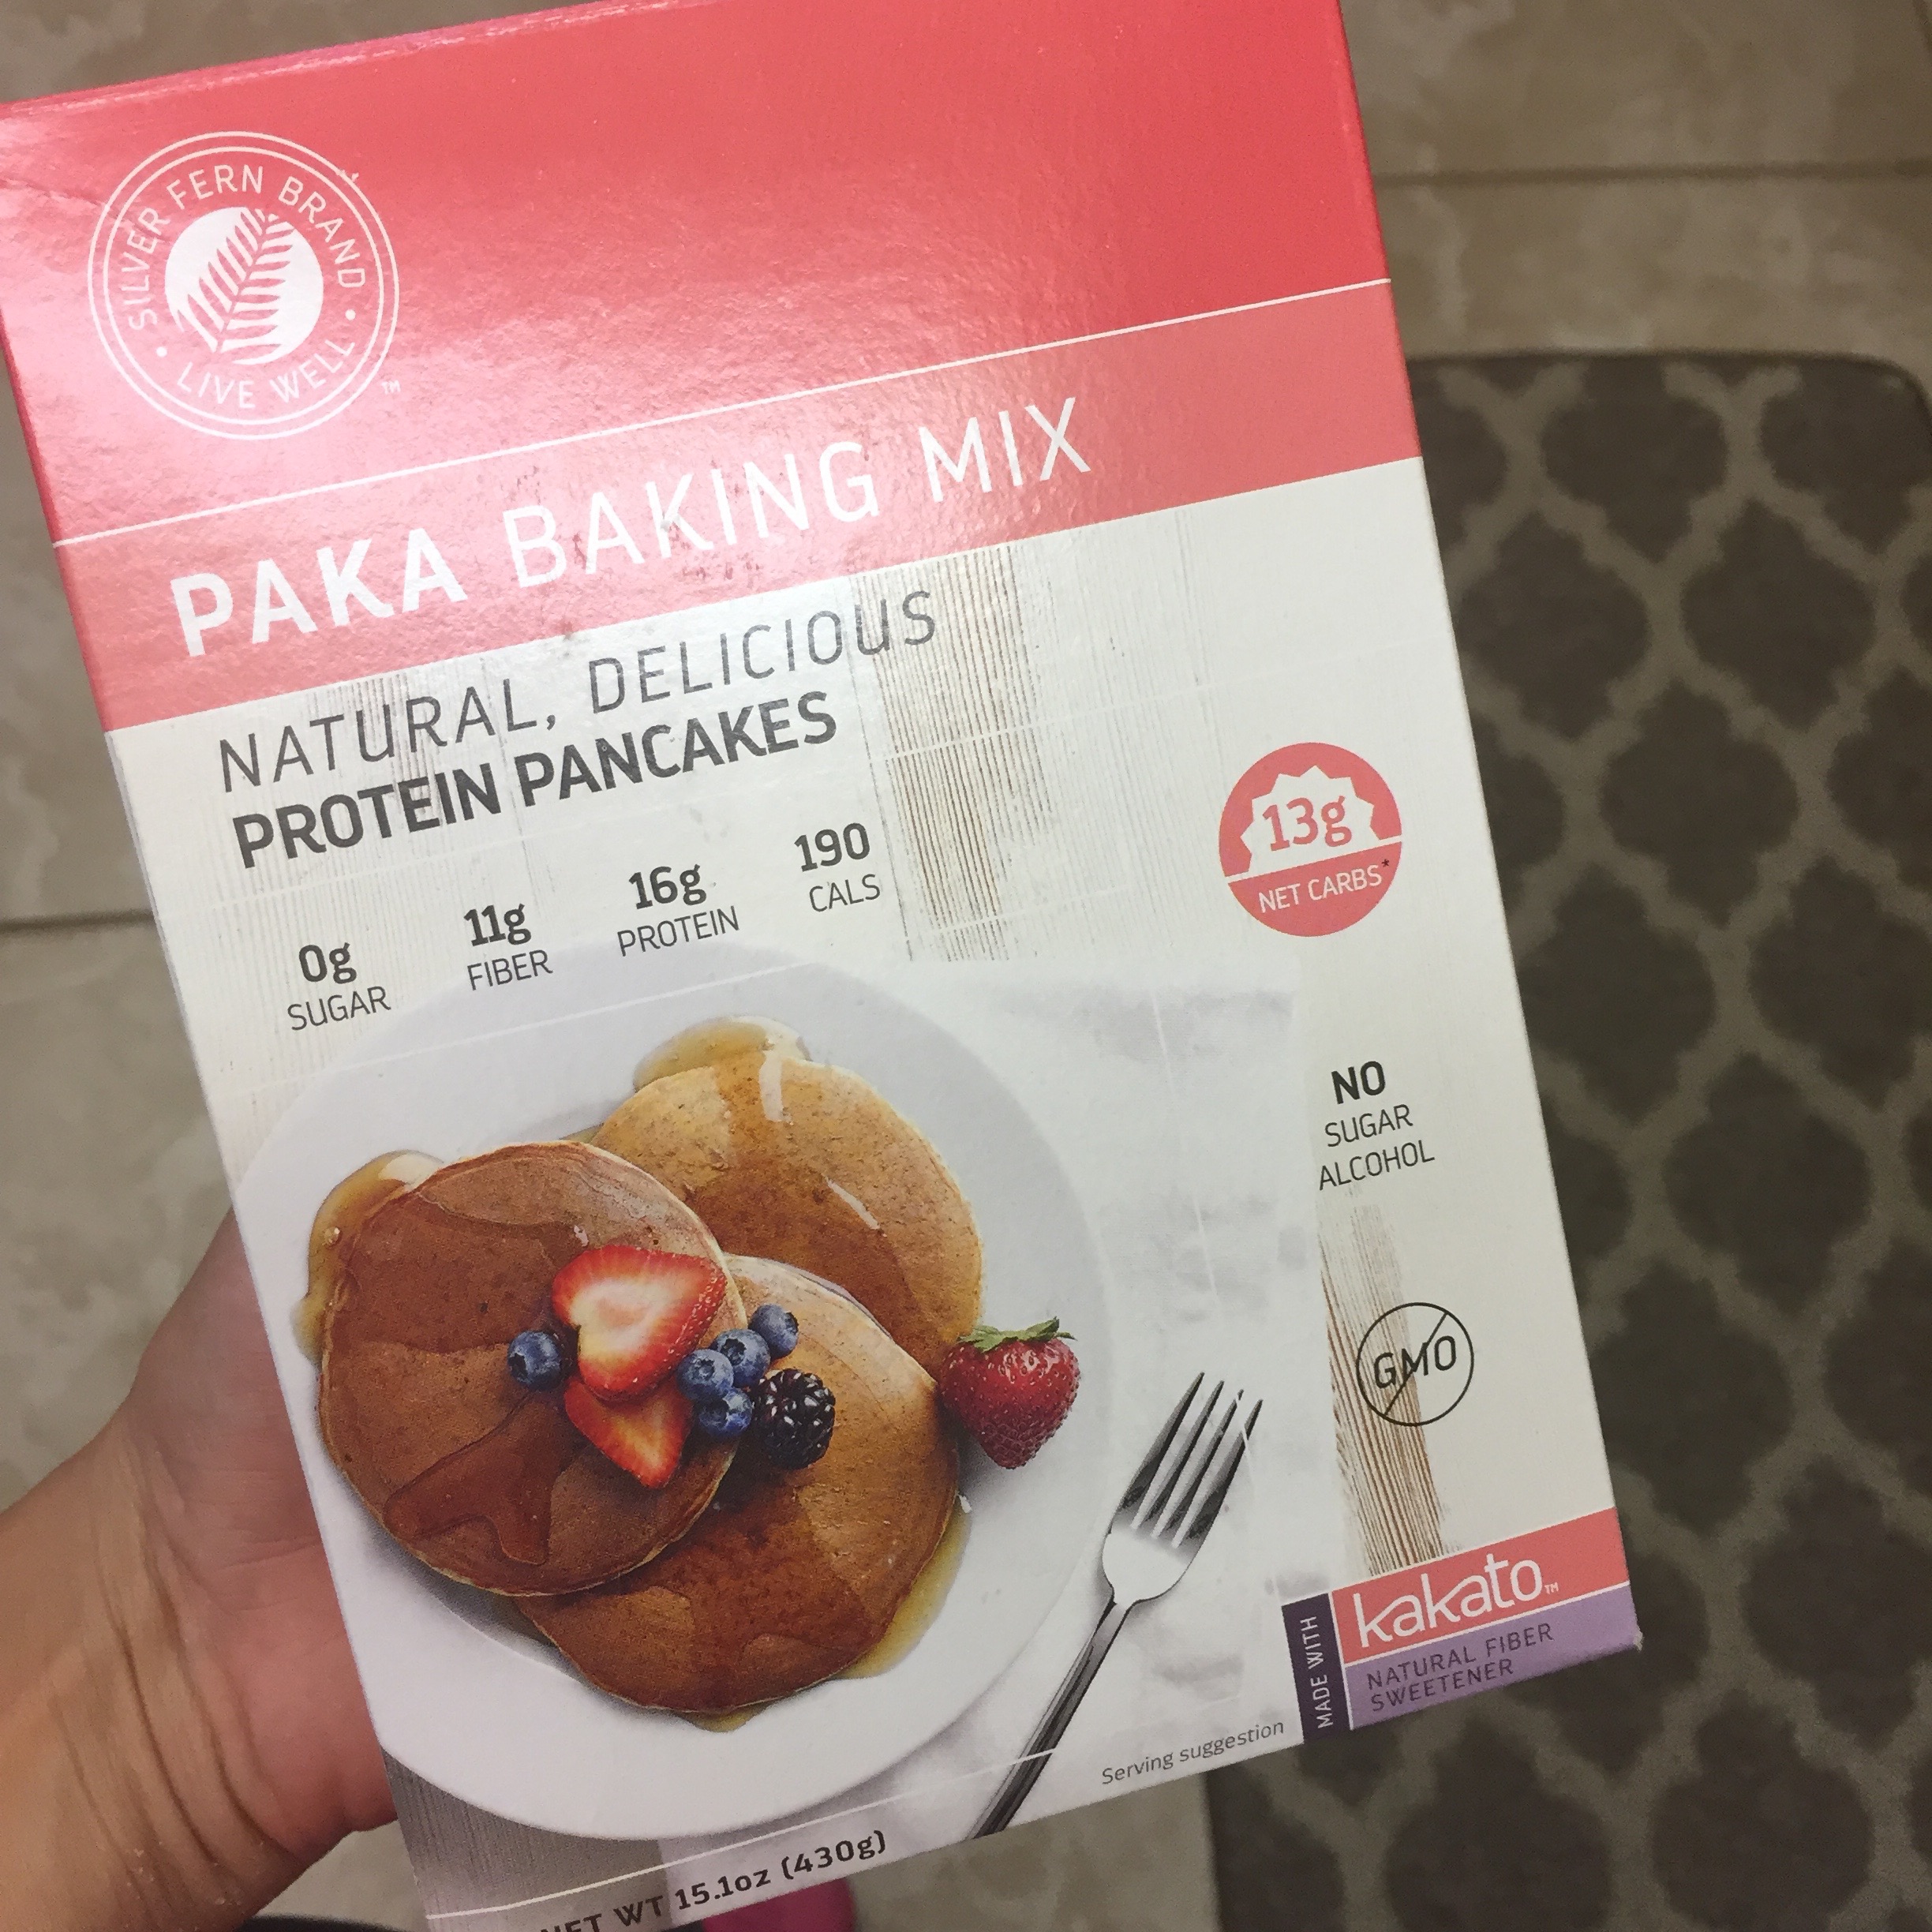 SILVER FERN BRAND
• LIVE WELL •
TM
PAKA BAKING MIX
NATURAL, DELICIOUS
PROTEIN PANCAKES
0g
SUGAR
11g
FIBER
16g
PROTEIN
190
CALS
13g
NET CARBS*
NO
SUGAR
ALCOHOL
GMO
MADE WITH
kakato™
NATURAL FIBER
SWEETENER
Serving suggestion
NET WT 15.1oz (430g)